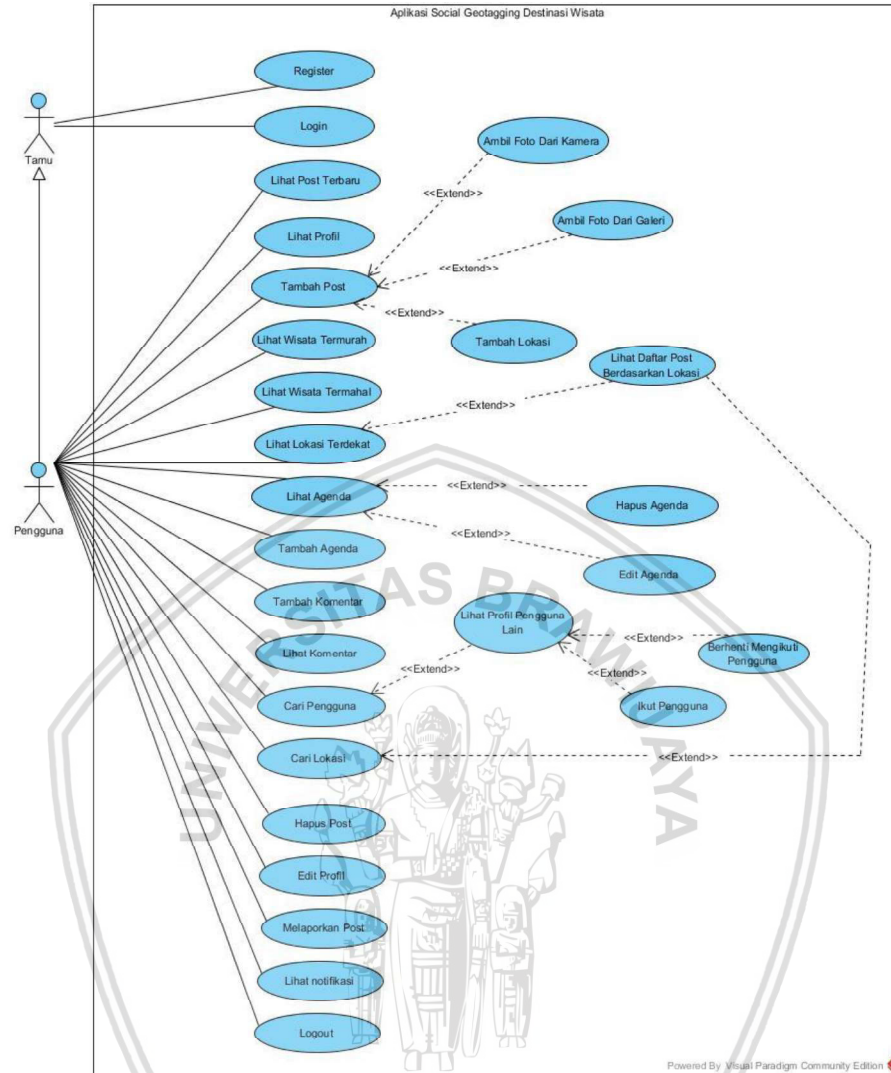 Aplikasi Social Geotagging Destinasi Wisata
Register
Login
Tamu
Ambil Foto Dari Kamera
Lihat Post Terbaru
<<Extend>>
Ambil Foto Dari Galeri
Lihat Profil
<<Extend>>
Tambah Post
<<Extend>>
Lihat Wisata Termurah
Tambah Lokasi
Lihat Daftar Post
Berdasarkan Lokasi
Lihat Wisata Termahal
<<Extend>>
Lihat Lokasi Terdekat
Pengguna
Lihat Agenda
<<Extend>>
Hapus Agenda
<<Extend>>
Tambah Agenda
Edit Agenda
Tambah Komentar
Lihat Profil Pengguna
Lain
<<Extend>>
Berhenti Mengikuti
Pengguna
Lihat Komentar
<<Extend>>
<<Extend>>
Cari Pengguna
Ikut Pengguna
Cari Lokasi
<<Extend>>
Hapus Post
Edit Profil
Melaporkan Post
Lihat notifikasi
Logout
UNIVERSITAS BRAWIJAYA
Powered By Visual Paradigm Community Edition